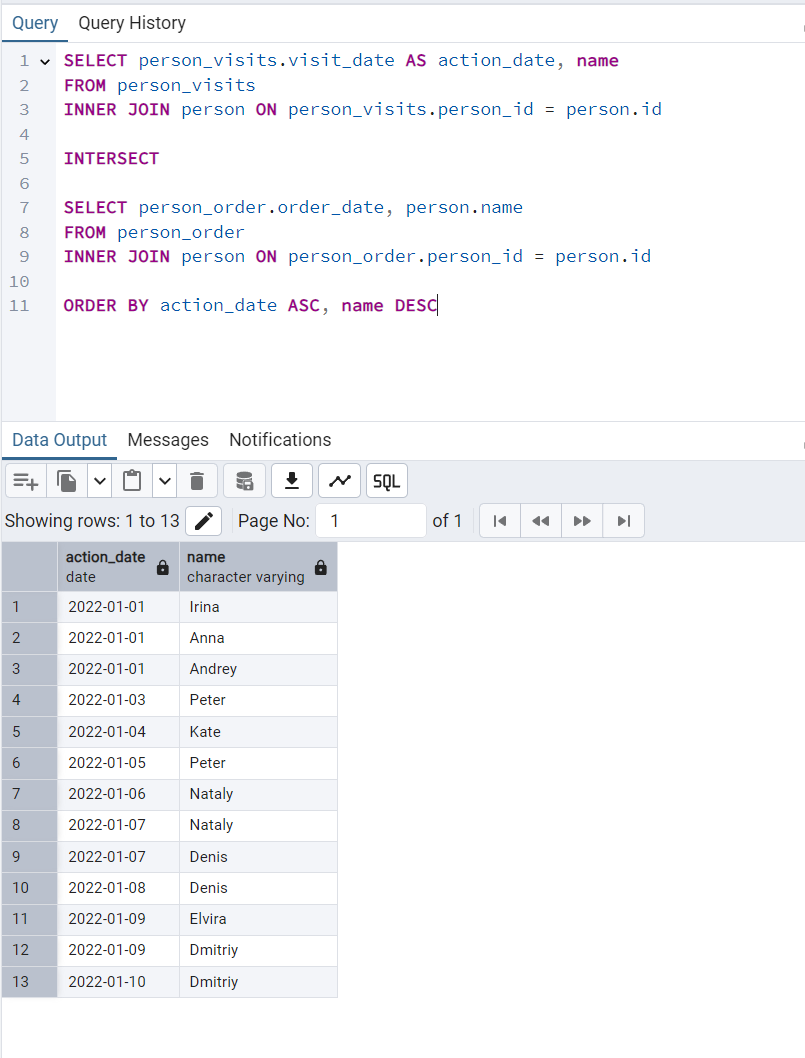 Query Query History
1 SELECT person_visits.visit_date AS action_date, name
2 FROM person_visits
3 INNER JOIN person ON person_visits.person_id = person.id
4
5 INTERSECT
6
7 SELECT person_order.order_date, person.name
8 FROM person_order
9 INNER JOIN person ON person_order.person_id = person.id
10
11 ORDER BY action_date ASC, name DESC
Data Output Messages Notifications
SQL
Showing rows: 1 to 13 Page No: 1 of 1
action_date name
date character varying
1 2022-01-01 Irina
2 2022-01-01 Anna
3 2022-01-01 Andrey
4 2022-01-03 Peter
5 2022-01-04 Kate
6 2022-01-05 Peter
7 2022-01-06 Nataly
8 2022-01-07 Nataly
9 2022-01-07 Denis
10 2022-01-08 Denis
11 2022-01-09 Elvira
12 2022-01-09 Dmitriy
13 2022-01-10 Dmitriy